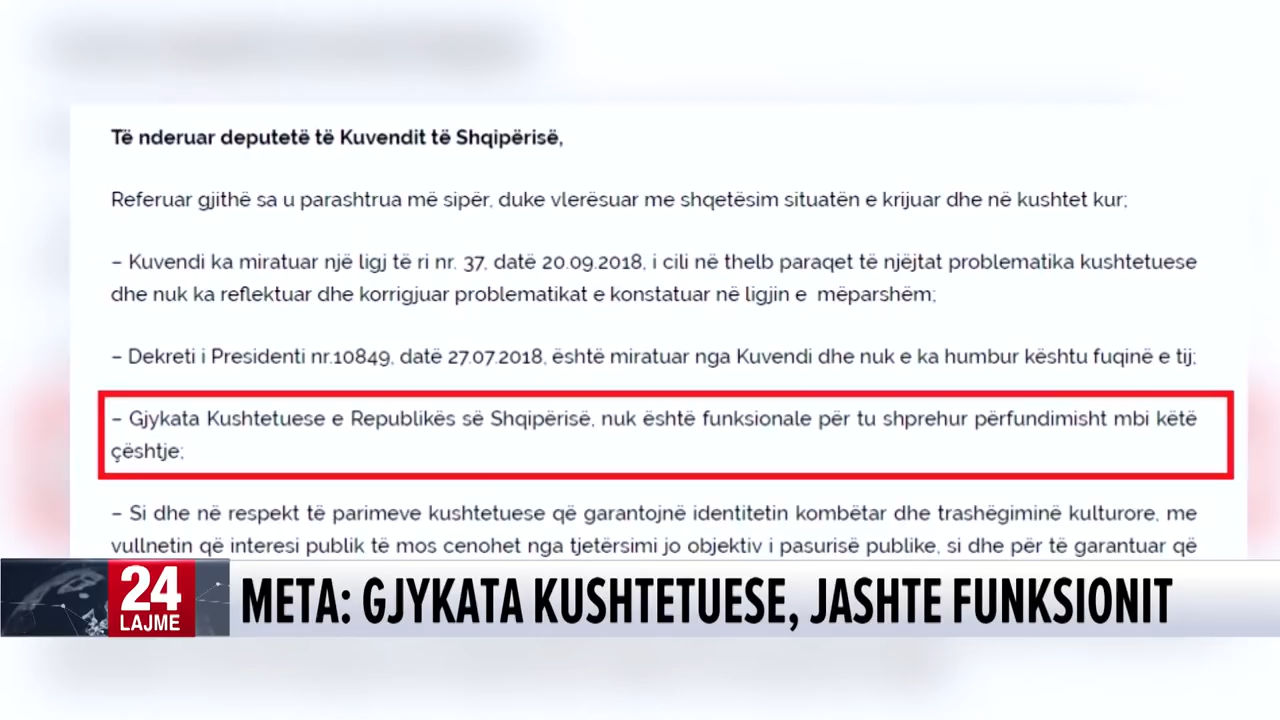 Të nderuar deputetë të Kuvendit të Shqipërisë,
Referuar gjithë sa u parashtrua më sipër, duke vlerësuar me shqetësim situatën e krijuar dhe në kushtet kur;
– Kuvendi ka miratuar një ligj të ri nr. 37, datë 20.09.2018, i cili në thelb paraqet të njëjtat problematika kushtetuese
dhe nuk ka reflektuar dhe korrigjuar problematikat e konstatuar në ligjin e mëparshëm;
– Dekreti i Presidenti nr.10849, datë 27.07.2018, është miratuar nga Kuvendi dhe nuk e ka humbur kështu fuqinë e tij;
– Gjykata Kushtetuese e Republikës së Shqipërisë, nuk është funksionale për tu shprehur përfundimisht mbi këtë
çështje;
– Si dhe në respekt të parimeve kushtetuese që garantojnë identitetin kombëtar dhe trashëgiminë kulturore, me
vullnetin që interesi publik të mos cenohet nga tjetërsimi jo objektiv i pasurisë publike, si dhe për të garantuar që
24
LAJME
META: GJYKATA KUSHTETUESE, JASHTE FUNKSIONIT